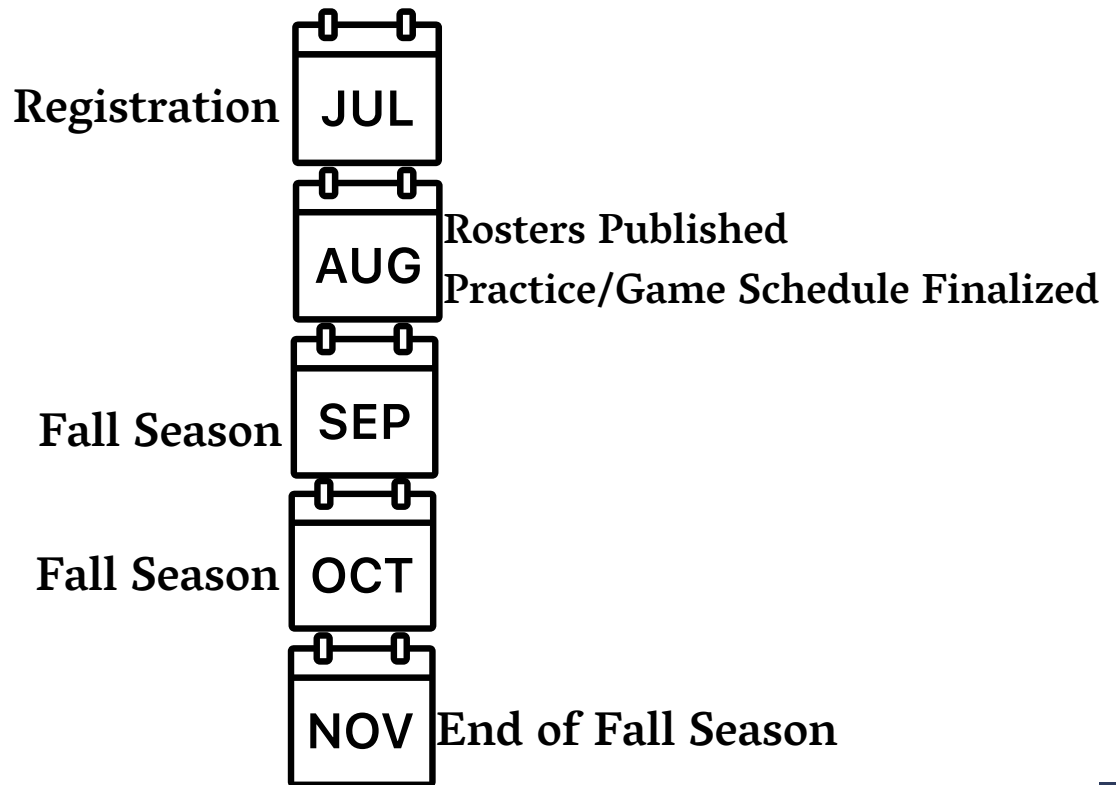 Registration
JUL
AUG
Rosters Published
Practice/Game Schedule Finalized
Fall Season
SEP
Fall Season
OCT
NOV
End of Fall Season